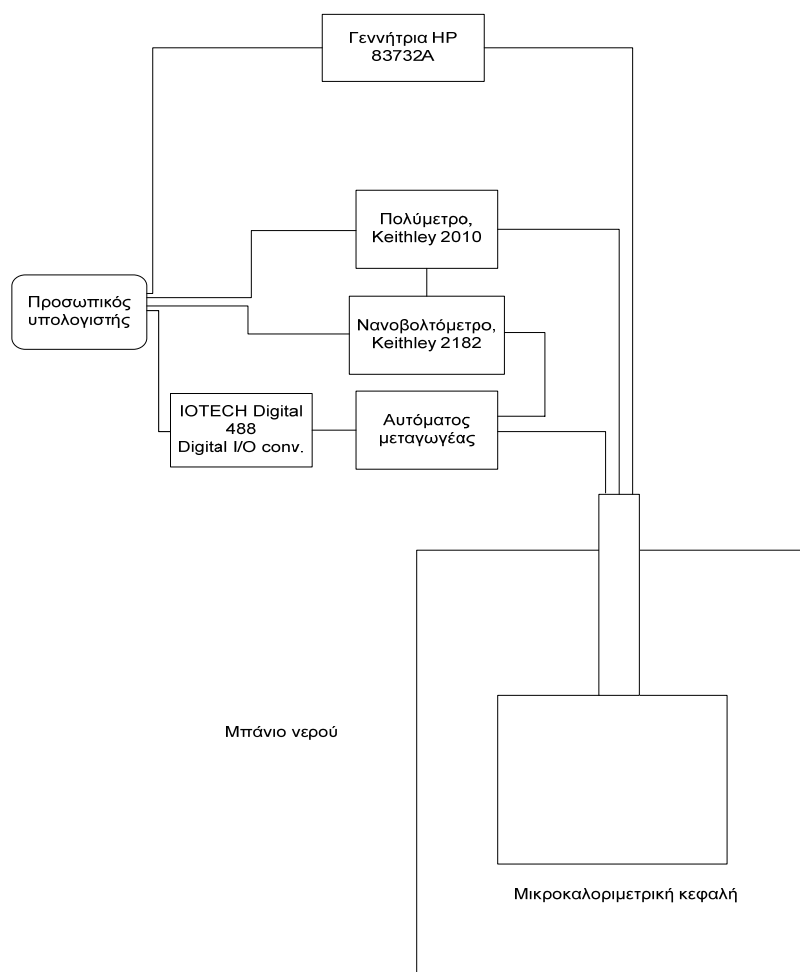 Γεννήτρια HP
83732A
Πολύμετρο,
Keithley 2010
Προσωπικός
υπολογιστής
Νανοβολτόμετρο,
Keithley 2182
IOTECH Digital
488
Digital I/O conv.
Αυτόματος
μεταγωγέας
Μπάνιο νερού
Μικροκαλοριμετρική κεφαλή